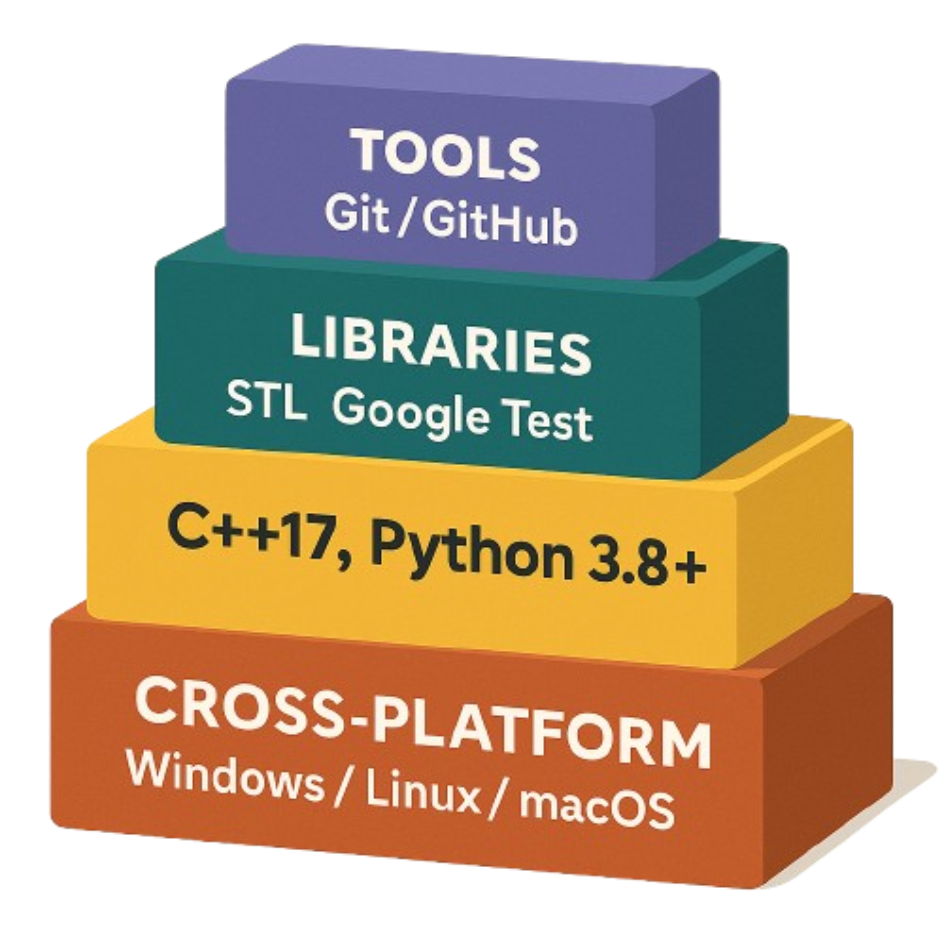 TOOLS
Git / GitHub
LIBRARIES
STL Google Test
C++17, Python 3.8+
CROSS-PLATFORM
Windows / Linux / macOS